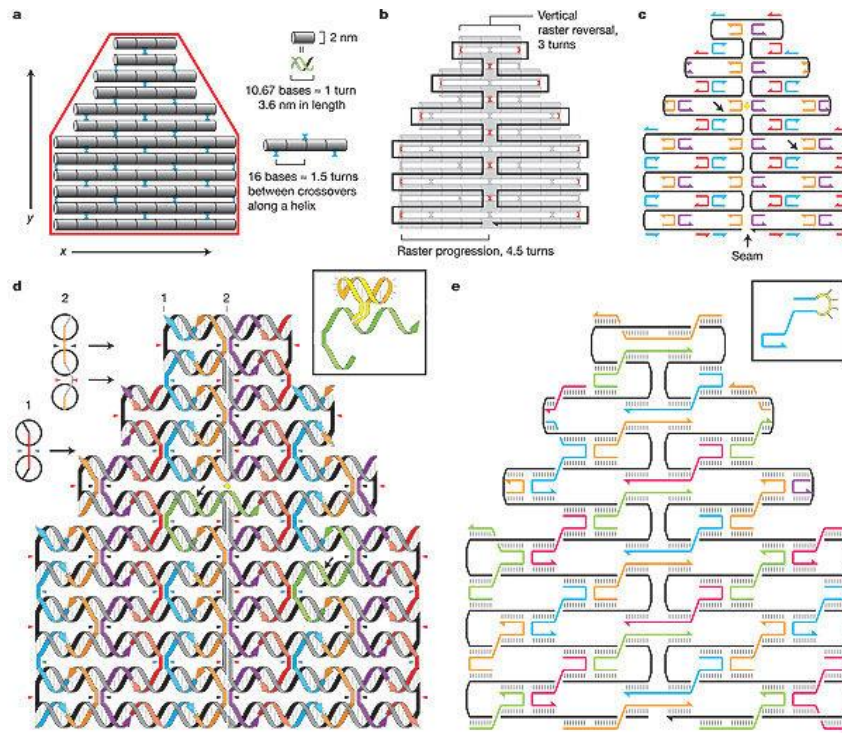 a
2 nm
10.67 bases ≈ 1 turn
3.6 nm in length
16 bases ≈ 1.5 turns
between crossovers
along a helix
y
x
b
Vertical
raster reversal,
3 turns
Raster progression, 4.5 turns
c
Seam
d
2
1
1
2
e